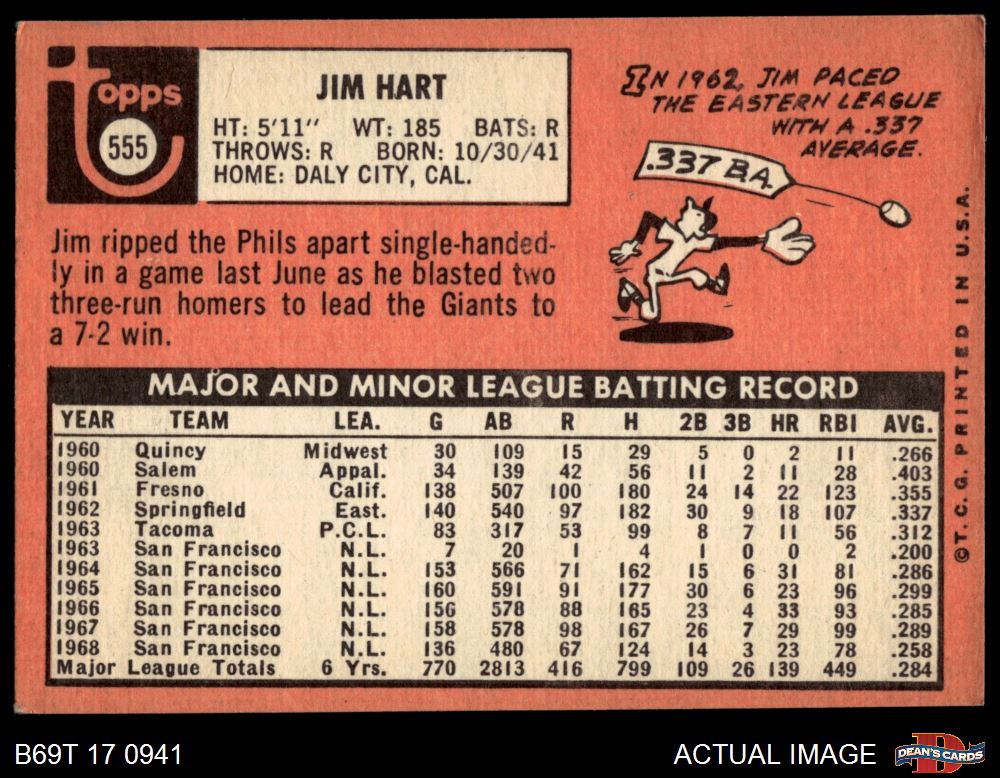 Topps
555
JIM HART
HT: 5'11" WT: 185 BATS: R
THROWS: R BORN: 10/30/41
HOME: DALY CITY, CAL.
IN 1962, JIM PACED
THE EASTERN LEAGUE
WITH A .337
AVERAGE.
.337 B.A.
Jim ripped the Phils apart single-handed-
ly in a game last June as he blasted two
three-run homers to lead the Giants to
a 7-2 win.
MAJOR AND MINOR LEAGUE BATTING RECORD
YEAR TEAM LEA. G AB R H 2B 3B HR RBI AVG.
1960 Quincy Midwest 30 109 15 29 5 0 2 11 .266
1960 Salem Appal. 34 139 42 56 11 2 11 28 .403
1961 Fresno Calif. 138 507 100 180 24 14 22 123 .355
1962 Springfield East. 140 540 97 182 30 9 18 107 .337
1963 Tacoma P.C.L. 83 317 53 99 8 7 11 56 .312
1963 San Francisco N.L. 7 20 1 4 1 0 0 2 .200
1964 San Francisco N.L. 153 566 71 162 15 6 31 81 .286
1965 San Francisco N.L. 160 591 91 177 30 6 23 96 .299
1966 San Francisco N.L. 156 578 88 165 23 4 33 93 .285
1967 San Francisco N.L. 158 578 98 167 26 7 29 99 .289
1968 San Francisco N.L. 136 480 67 124 14 3 23 78 .258
Major League Totals 6 Yrs. 770 2813 416 799 109 26 139 449 .284
©T. C. G. PRINTED IN U.S.A.
B69T 17 0941
ACTUAL IMAGE
DEAN'S CARDS